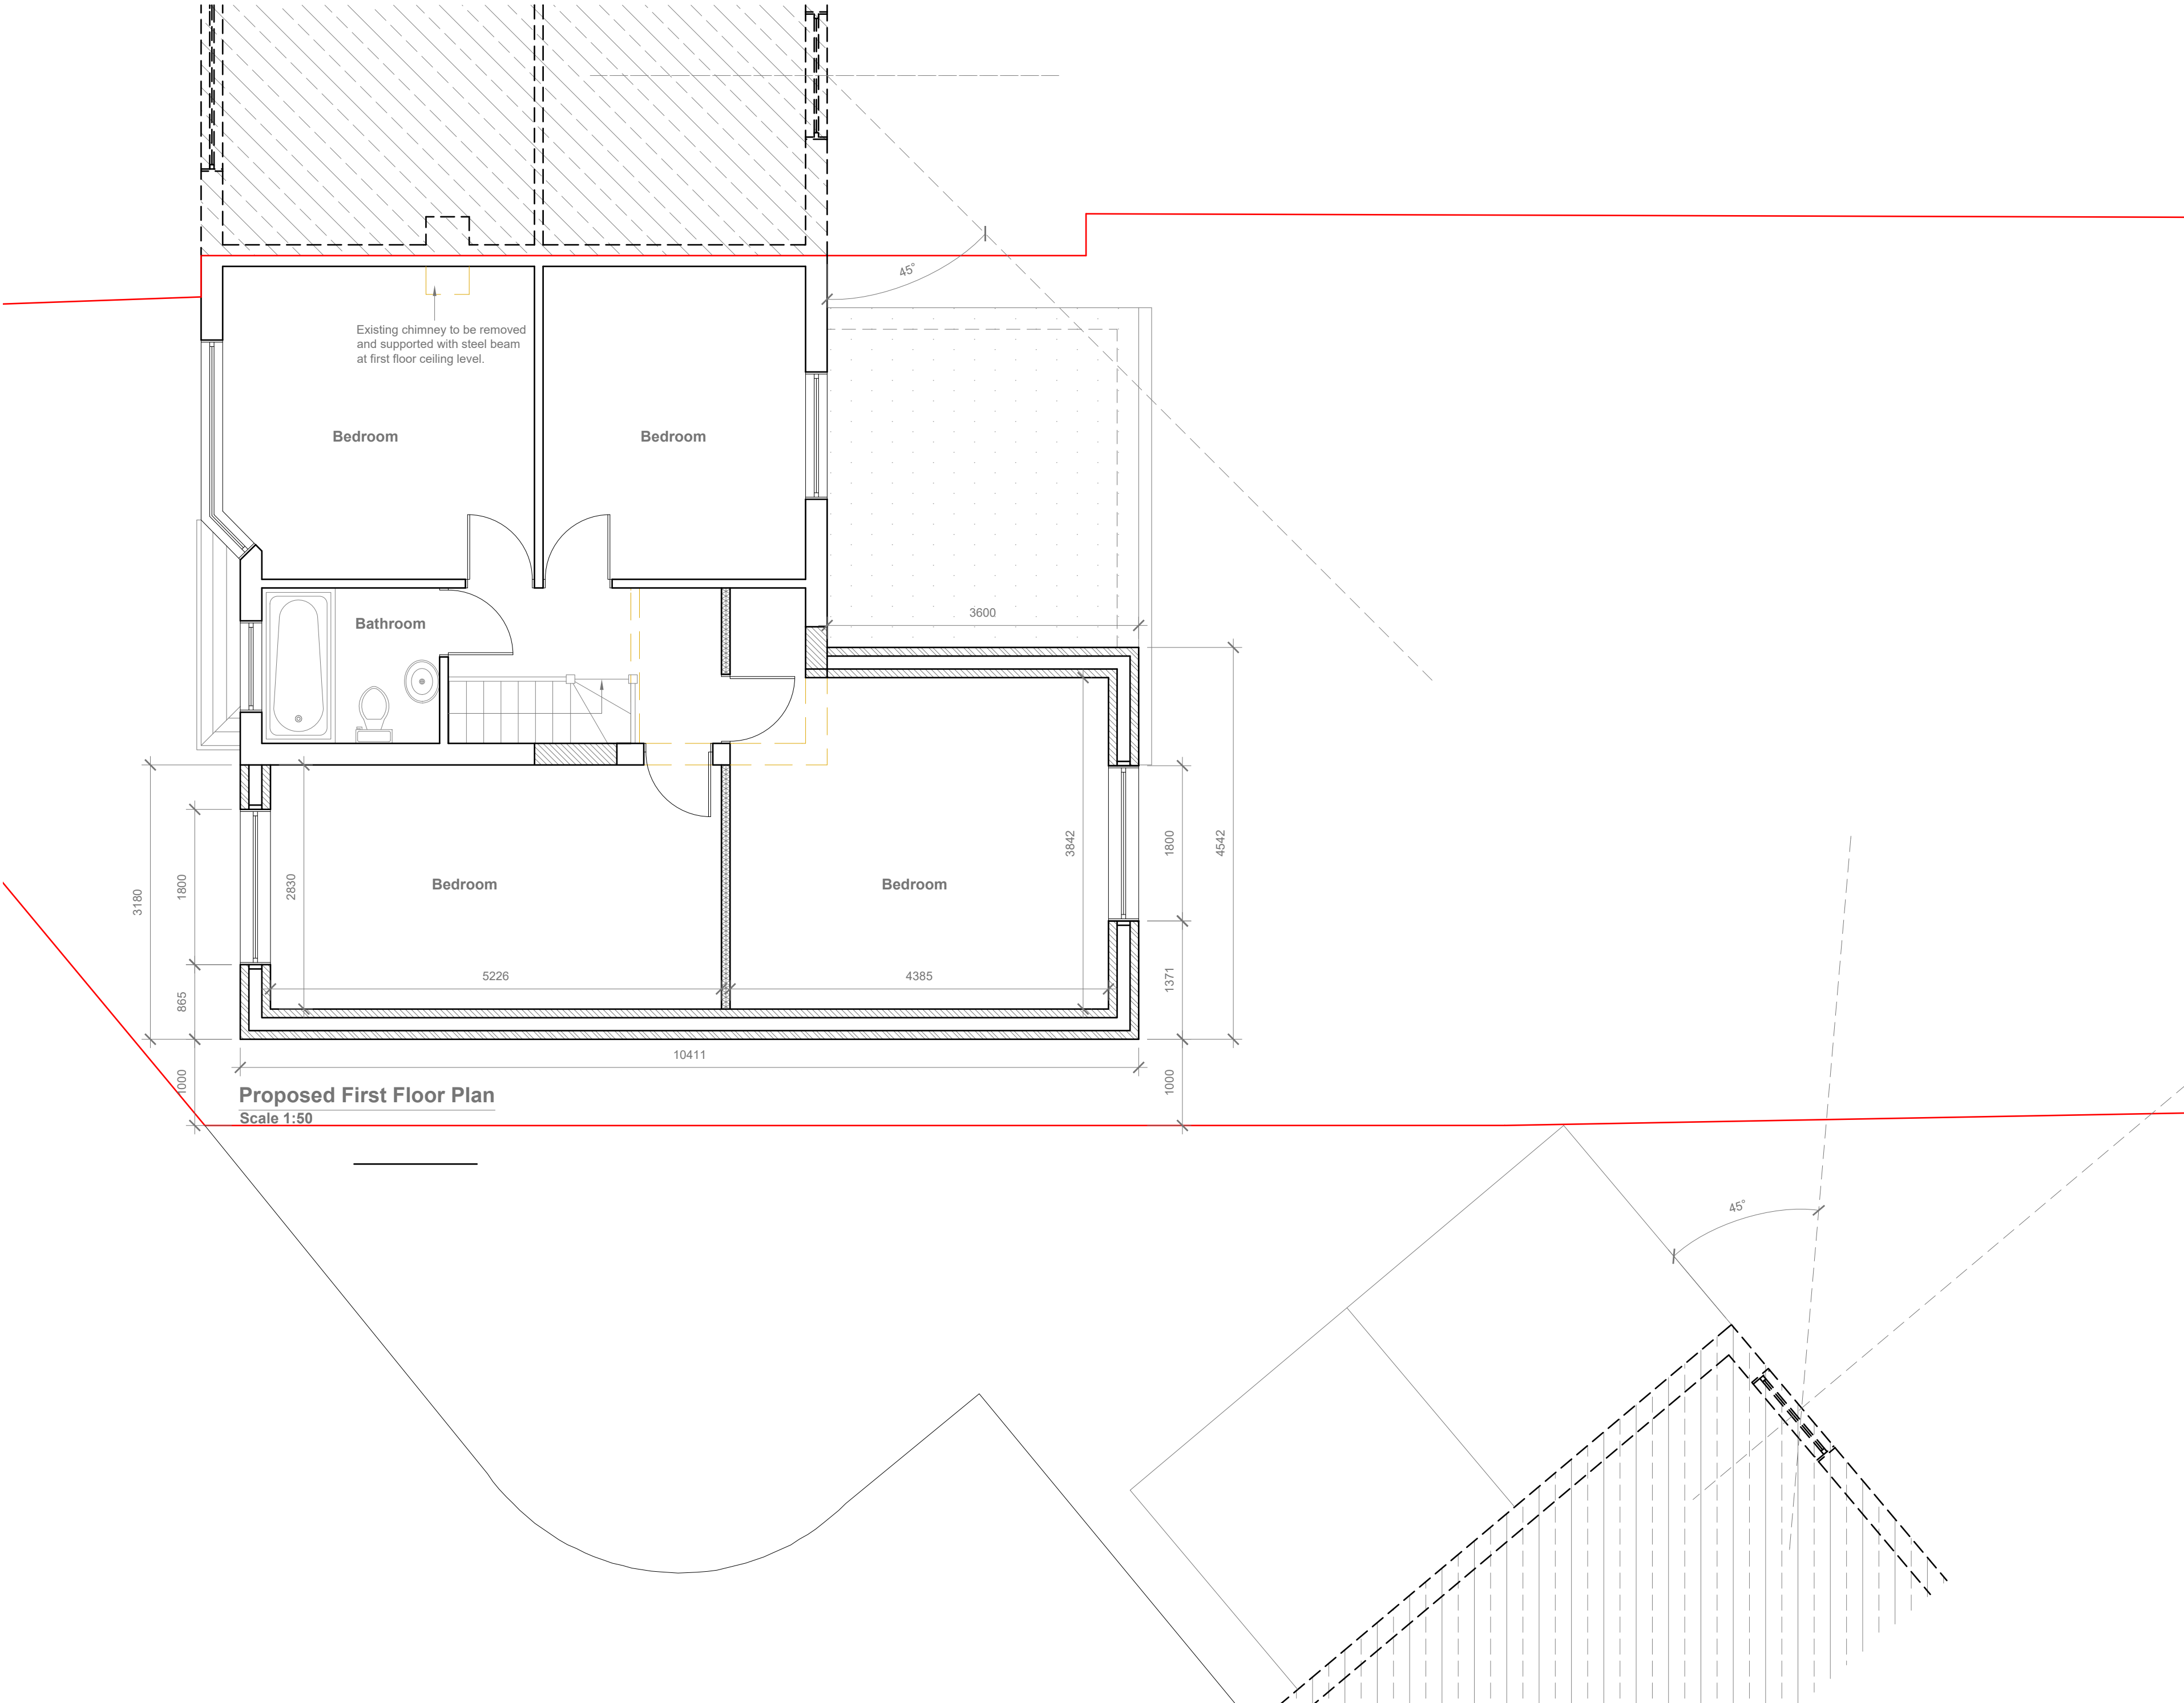 45°
Existing chimney to be removed
and supported with steel beam
at first floor ceiling level.
Bedroom
Bedroom
3600
Bathroom
3180
1800
2830
3842
1800
4542
Bedroom
Bedroom
5226
4385
865
1371
10411
1000
1000
Proposed First Floor Plan
Scale 1:50
45°